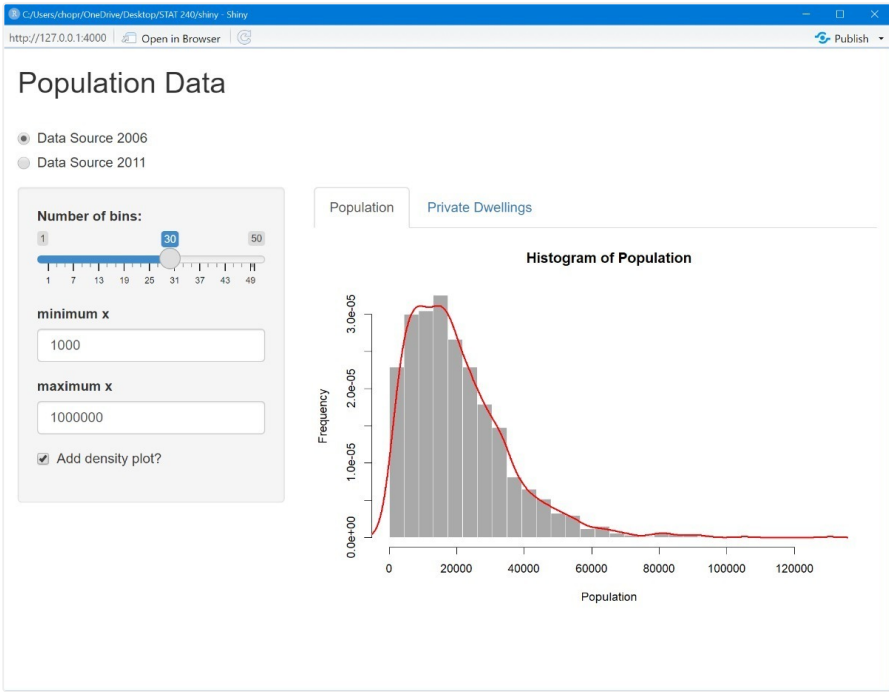 C:/Users/chopr/OneDrive/Desktop/STAT 240/shiny - Shiny
http://127.0.0.1:4000 Open in Browser Publish
Population Data
Data Source 2006
Data Source 2011
Number of bins:
1 30 50
1 7 13 19 25 31 37 43 49
minimum x
1000
maximum x
1000000
Add density plot?
Population Private Dwellings
Histogram of Population
Frequency
3.0e-05
2.0e-05
1.0e-05
0.0e+00
0 20000 40000 60000 80000 100000 120000
Population